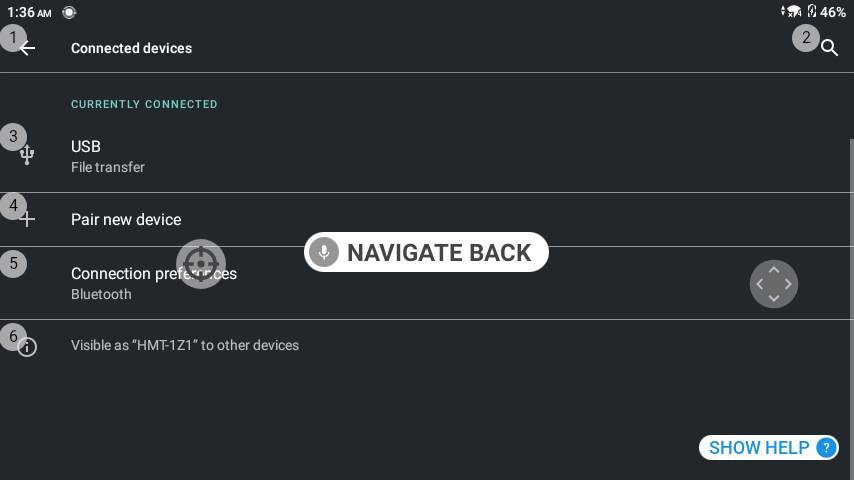 1:36 AM 46%
1 Connected devices 2
CURRENTLY CONNECTED
3 USB
File transfer
4 Pair new device
NAVIGATE BACK
5 Connection preferences
Bluetooth
6 Visible as “HMT-1Z1” to other devices
SHOW HELP ?